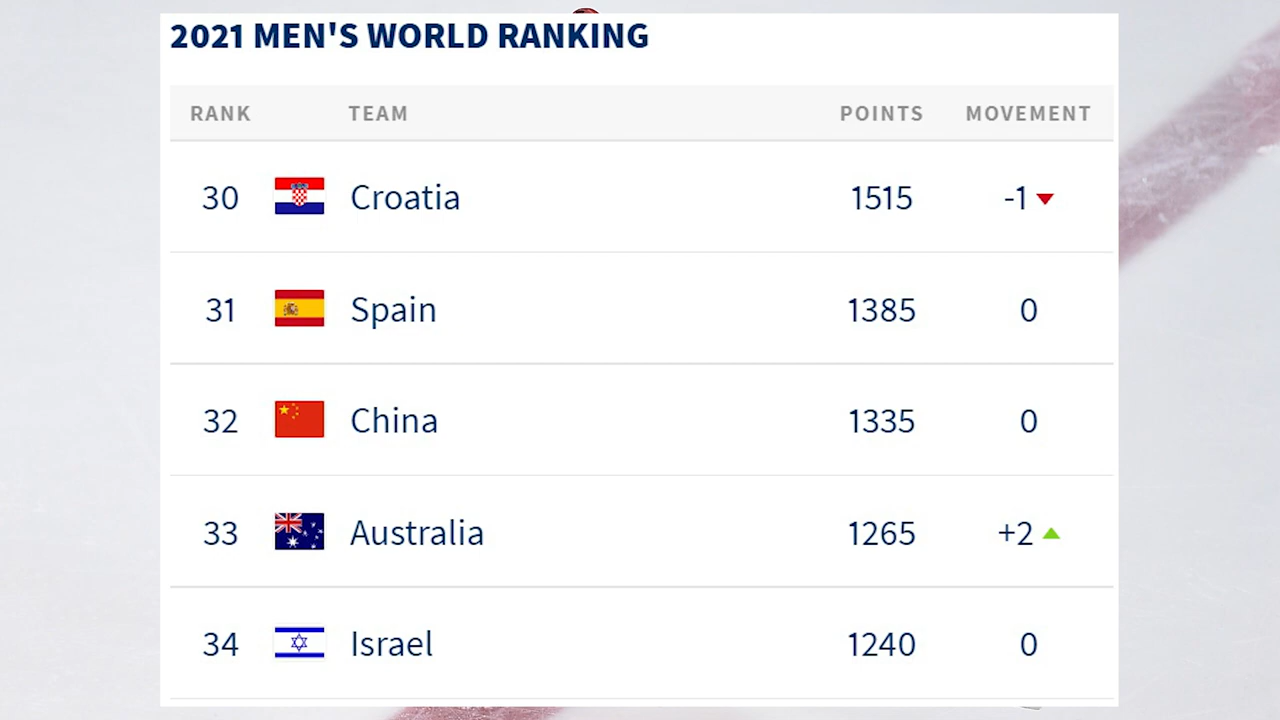 2021 MEN'S WORLD RANKING
RANK TEAM POINTS MOVEMENT
30 Croatia 1515 -1
31 Spain 1385 0
32 China 1335 0
33 Australia 1265 +2
34 Israel 1240 0